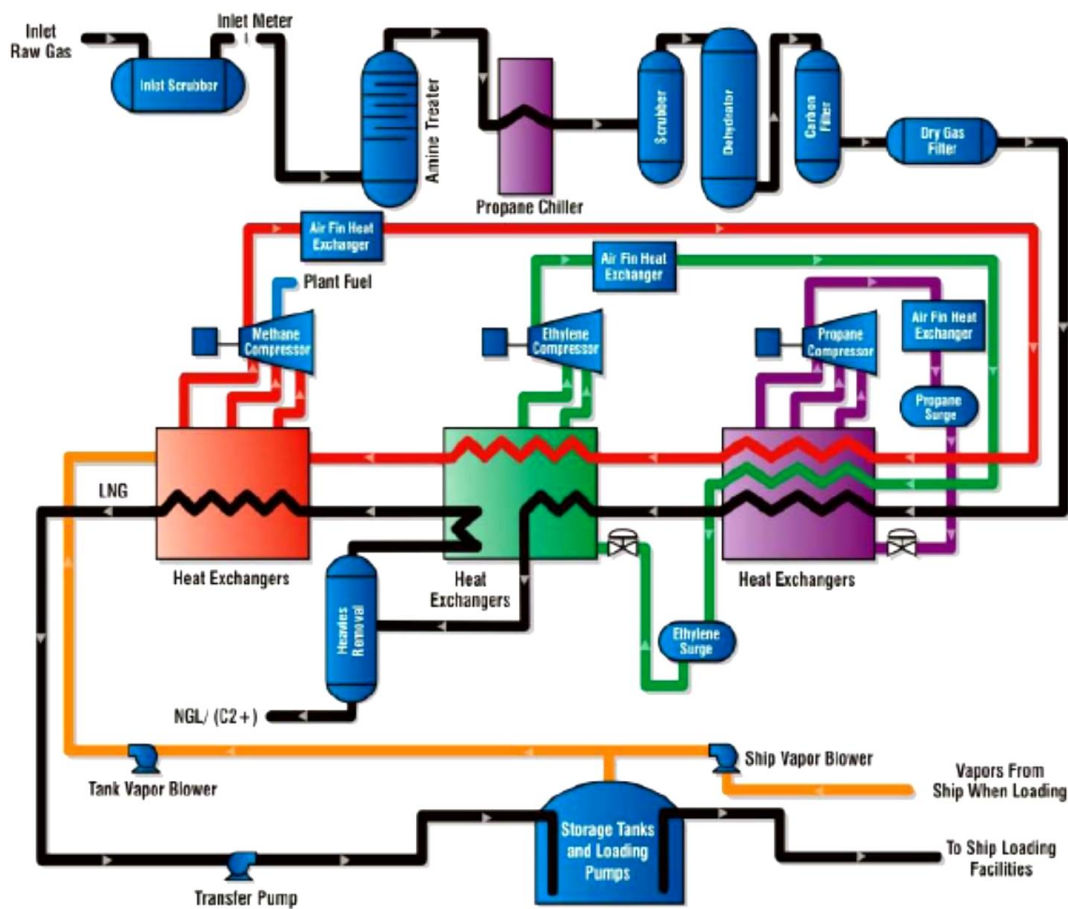 Inlet
Raw Gas
Inlet Meter
Inlet Scrubber
Amine Treater
Propane Chiller
Scrubber
Dehydrator
Carbon
Filter
Dry Gas
Filter
Air Fin Heat
Exchanger
Plant Fuel
Methane
Compressor
Air Fin Heat
Exchanger
Ethylene
Compressor
Air Fin Heat
Exchanger
Propane
Compressor
Propane
Surge
LNG
Heat Exchangers
Heat
Exchangers
Heat Exchangers
Heavies
Removal
Ethylene
Surge
NGL/ (C2+)
Tank Vapor Blower
Ship Vapor Blower
Vapors From
Ship When Loading
Storage Tanks
and Loading
Pumps
Transfer Pump
To Ship Loading
Facilities